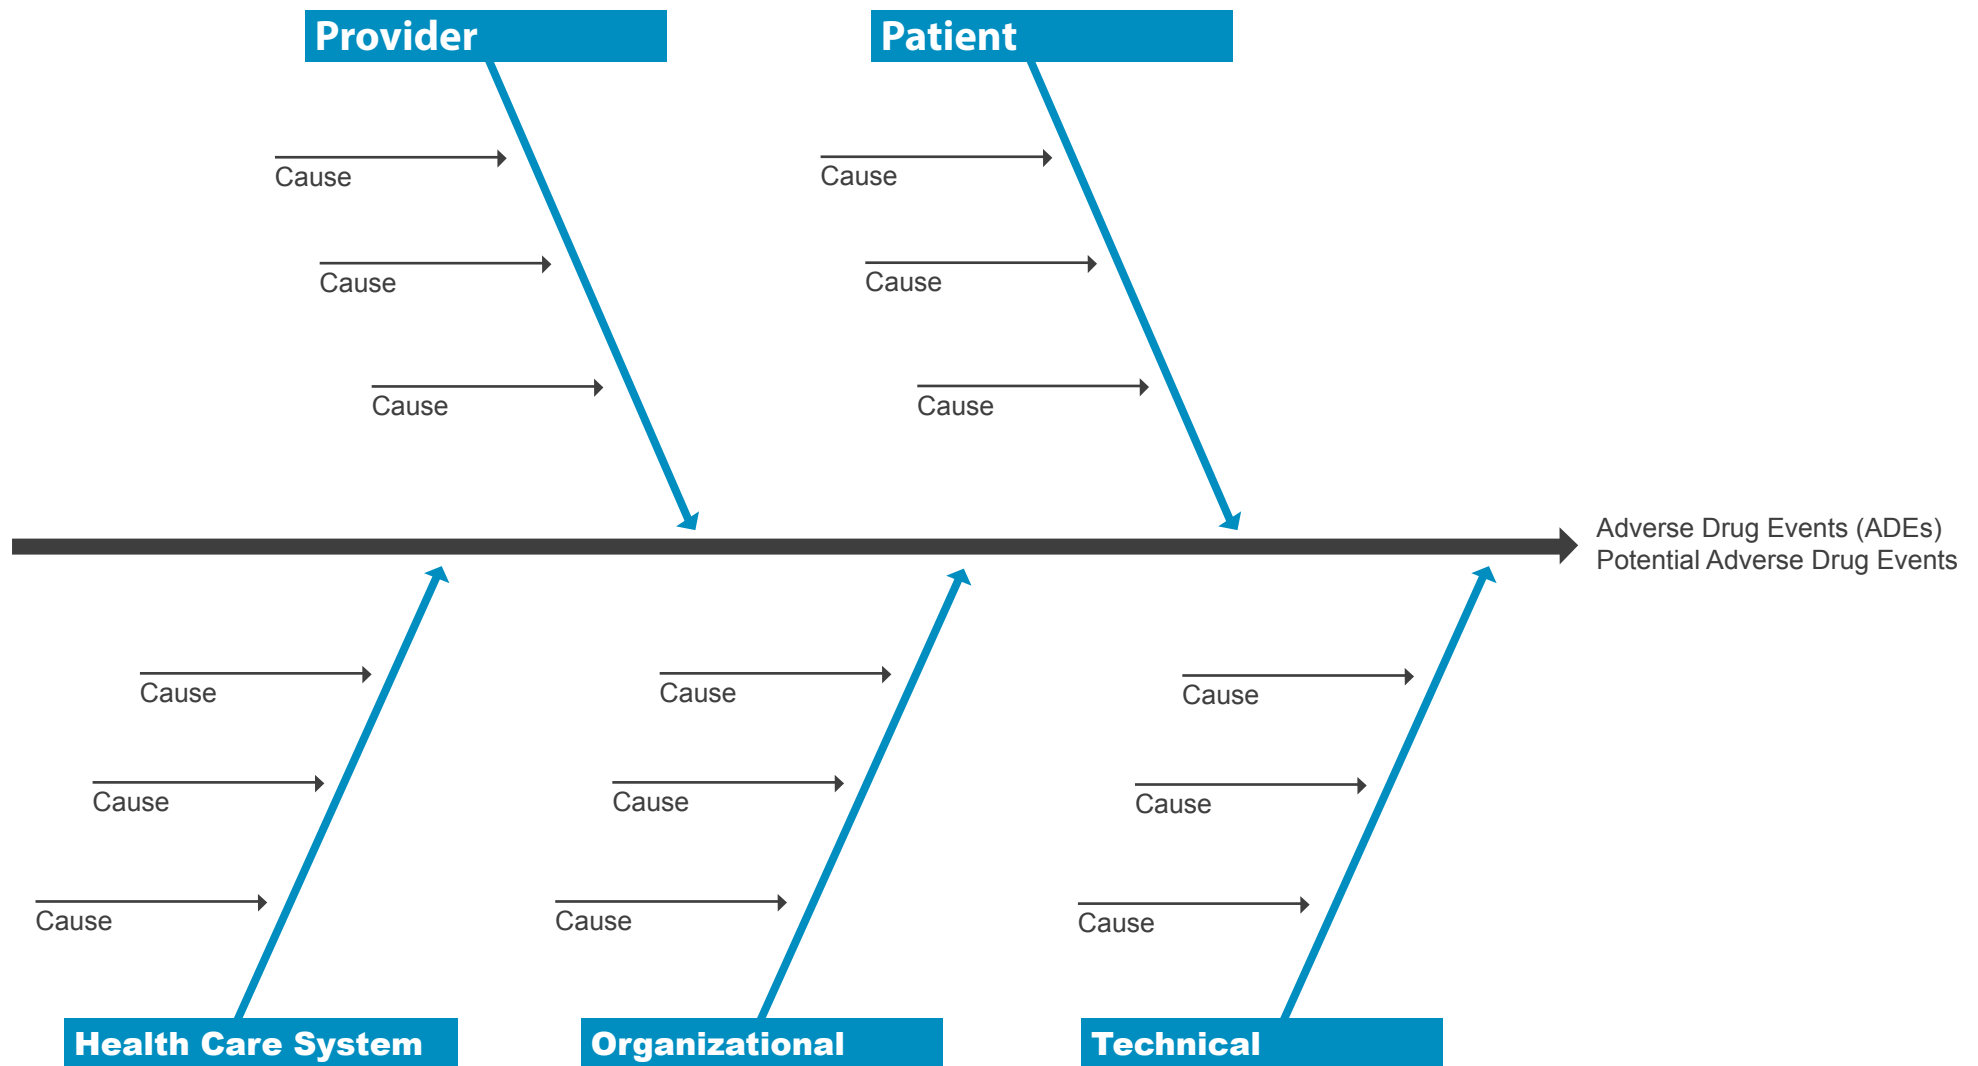 Provider
Patient
Cause
Cause
Cause
Cause
Cause
Cause
Adverse Drug Events (ADEs)
Potential Adverse Drug Events
Cause
Cause
Cause
Cause
Cause
Cause
Cause
Cause
Cause
Health Care System
Organizational
Technical